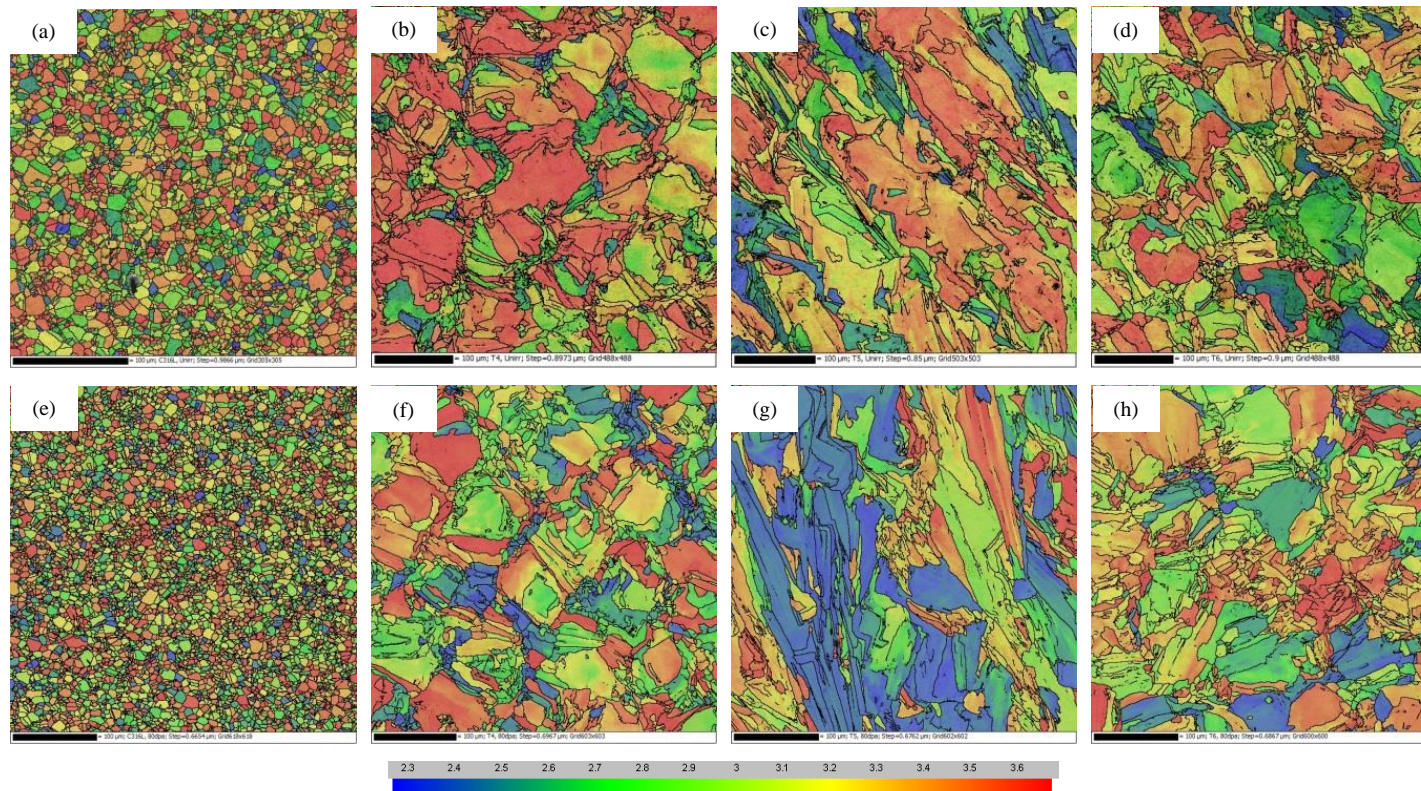 (a)
(b)
(c)
(d)
= 100 µm; C316L, Unirr; Step=0.9866 µm; Grid305x305
= 100 µm; T4, Unirr; Step=0.8973 µm; Grid488x488
= 100 µm; T5, Unirr; Step=0.85 µm; Grid503x503
= 100 µm; T6, Unirr; Step=0.9 µm; Grid488x488
(e)
(f)
(g)
(h)
= 100 µm; C316L, 80dpa; Step=0.6654 µm; Grid618x618
= 100 µm; T4, 80dpa; Step=0.6967 µm; Grid603x603
= 100 µm; T5, 80dpa; Step=0.6762 µm; Grid602x602
= 100 µm; T6, 80dpa; Step=0.6867 µm; Grid600x600
2.3 2.4 2.5 2.6 2.7 2.8 2.9 3 3.1 3.2 3.3 3.4 3.5 3.6